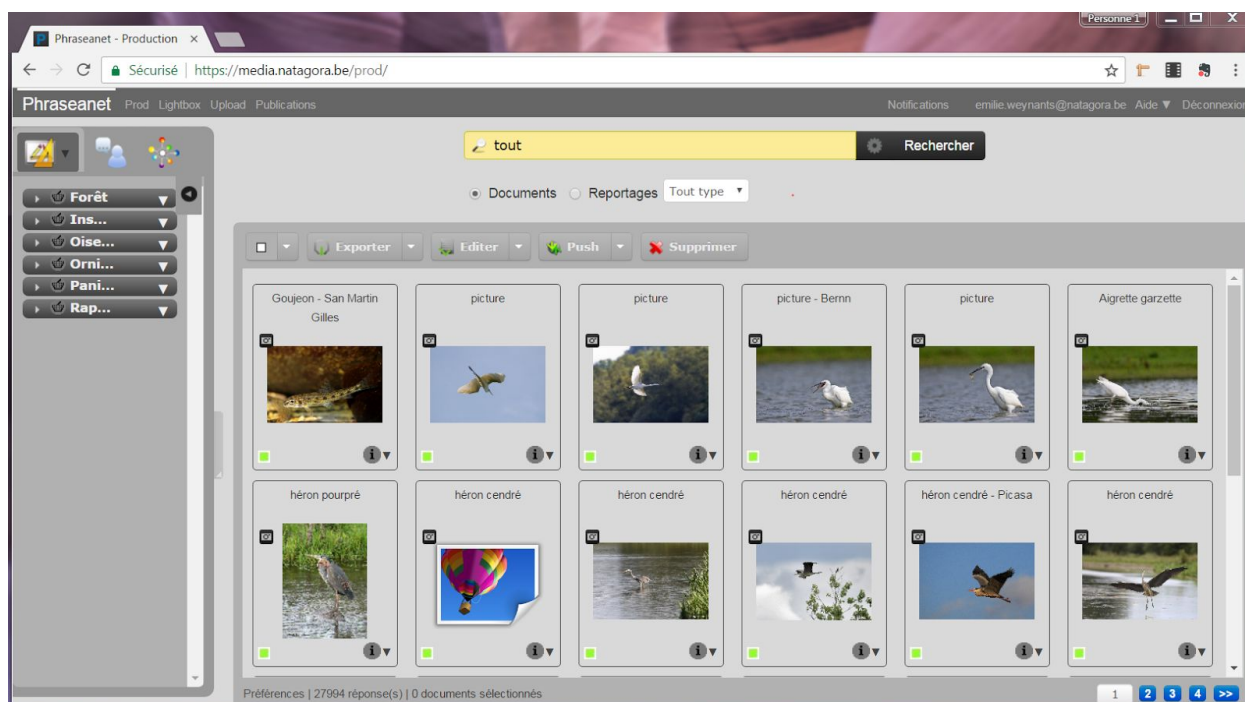 Personne 1
Phraseanet - Production
Sécurisé | https://media.natagora.be/prod/
Phraseanet Prod Lightbox Upload Publications Notifications emilie.weynants@natagora.be Aide ▼ Déconnexion
tout Rechercher
Documents Reportages Tout type
Forêt
Ins...
Oise...
Orni...
Pani...
Rap...
Exporter Editer Push Supprimer
Goujeon - San Martin Gilles
picture
picture
picture - Bernn
picture
Aigrette garzette
héron pourpré
héron cendré
héron cendré
héron cendré
héron cendré - Picasa
héron cendré
Préférences | 27994 réponse(s) | 0 documents sélectionnés
1 2 3 4 >>